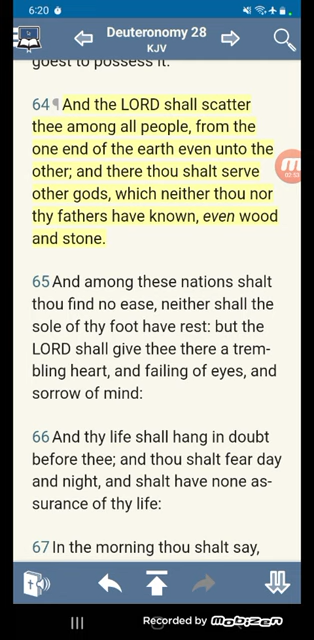 6:20
Deuteronomy 28
KJV
goest to possess it.
64 ¶ And the LORD shall scatter
thee among all people, from the
one end of the earth even unto the
other; and there thou shalt serve
other gods, which neither thou nor
thy fathers have known, even wood
and stone.
65 And among these nations shalt
thou find no ease, neither shall the
sole of thy foot have rest: but the
LORD shall give thee there a trem-
bling heart, and failing of eyes, and
sorrow of mind:
66 And thy life shall hang in doubt
before thee; and thou shalt fear day
and night, and shalt have none as-
surance of thy life:
67 In the morning thou shalt say,
Recorded by Mobizen